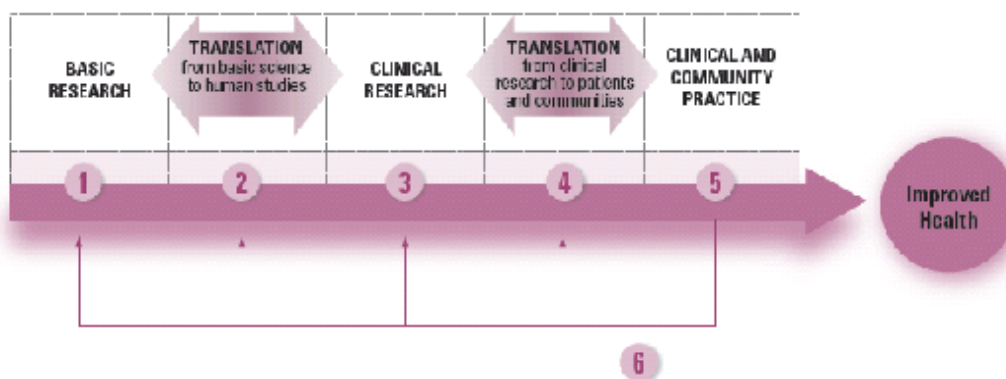 BASIC
RESEARCH
TRANSLATION
from basic science
to human studies
CLINICAL
RESEARCH
TRANSLATION
from clinical
research to patients
and communities
CLINICAL AND
COMMUNITY
PRACTICE
1
2
3
4
5
Improved
Health
6